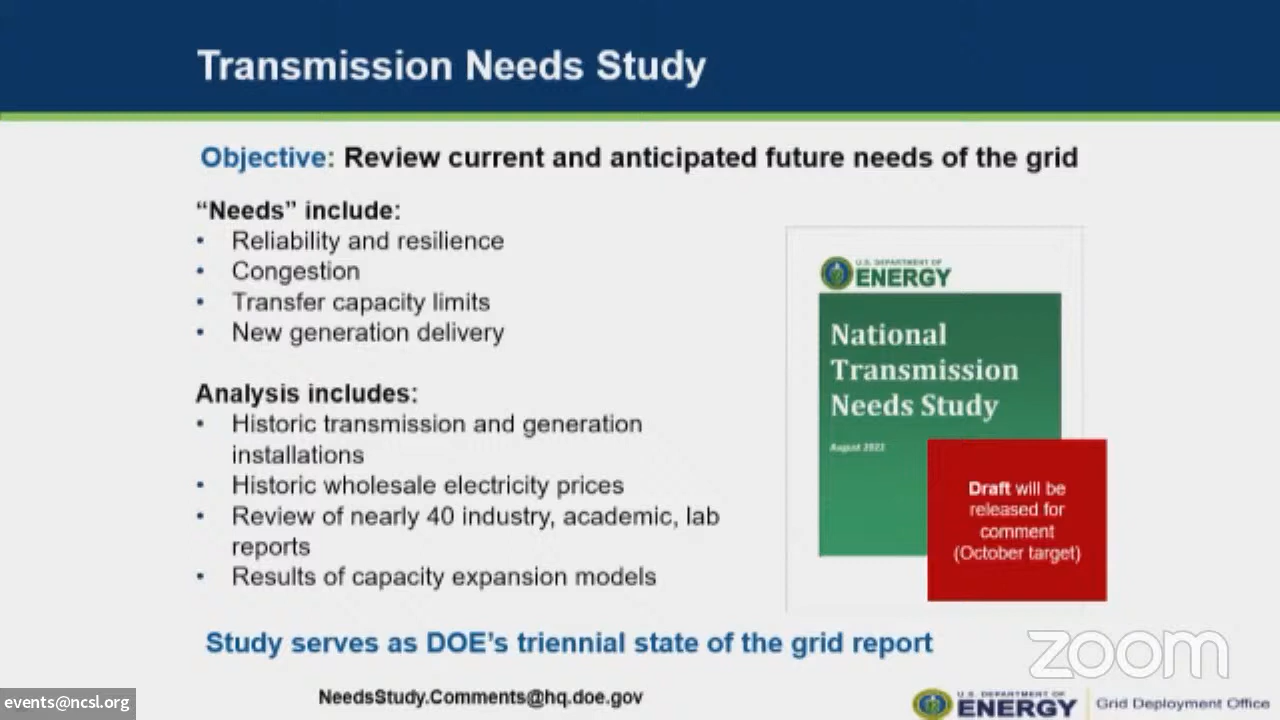 Transmission Needs Study
Objective: Review current and anticipated future needs of the grid
“Needs” include:
• Reliability and resilience
• Congestion
• Transfer capacity limits
• New generation delivery
Analysis includes:
• Historic transmission and generation
installations
• Historic wholesale electricity prices
• Review of nearly 40 industry, academic, lab
reports
• Results of capacity expansion models
U.S. DEPARTMENT OF
ENERGY
National
Transmission
Needs Study
August 2022
Draft will be
released for
comment
(October target)
Study serves as DOE’s triennial state of the grid report
zoom
events@ncsl.org
NeedsStudy.Comments@hq.doe.gov
U.S. DEPARTMENT OF
ENERGY
Grid Deployment Office